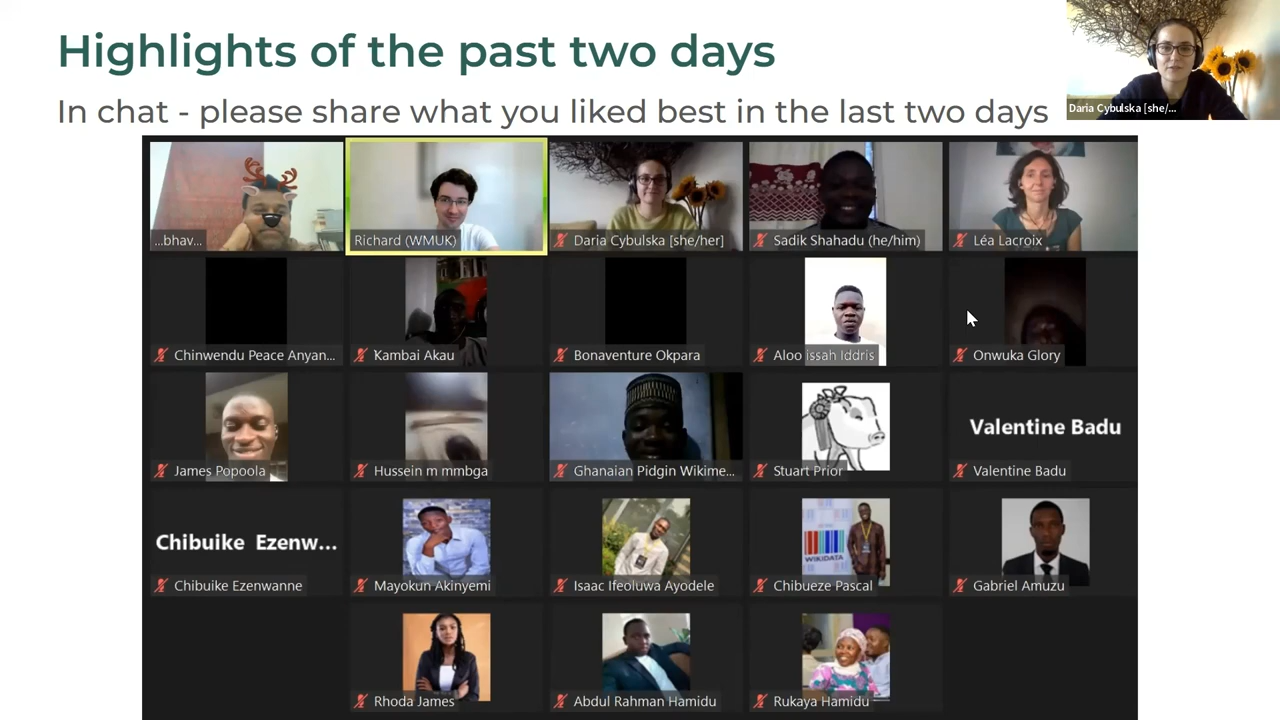 Highlights of the past two days
In chat - please share what you liked best in the last two days
Daria Cybulska [she/...
...bhav...
Richard (WMUK)
Daria Cybulska [she/her]
Sadik Shahadu (he/him)
Léa Lacroix
Chinwendu Peace Anyan...
Kambai Akau
Bonaventure Okpara
Aloo issah Iddris
Onwuka Glory
James Popoola
Hussein m mmbga
Ghanaian Pidgin Wikime...
Stuart Prior
Valentine Badu
Valentine Badu
Chibuike Ezenw...
Chibuike Ezenwanne
Mayokun Akinyemi
Isaac Ifeoluwa Ayodele
WIKIDATA
Chibueze Pascal
Gabriel Amuzu
Rhoda James
Abdul Rahman Hamidu
Rukaya Hamidu